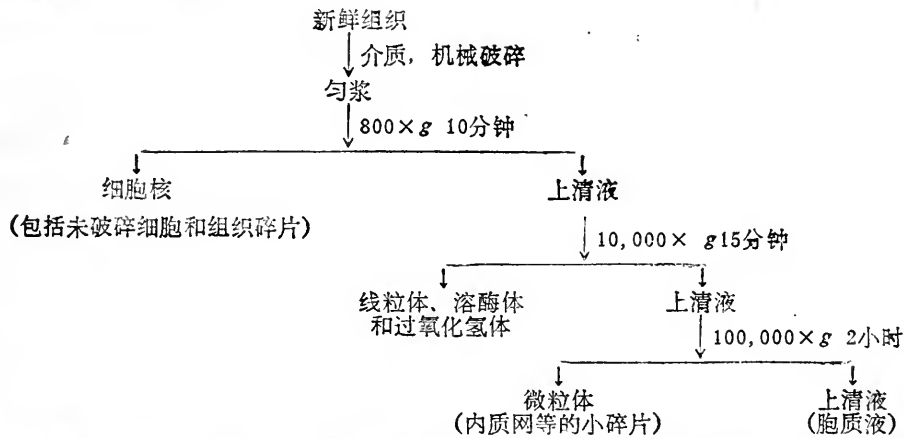 新鲜组织
介质，机械破碎
匀浆
800×g 10分钟
细胞核
(包括未破碎细胞和组织碎片)
上清液
10,000× g15分钟
线粒体、溶酶体
和过氧化氢体
上清液
100,000×g 2小时
微粒体
(内质网等的小碎片)
上清液
(胞质液)